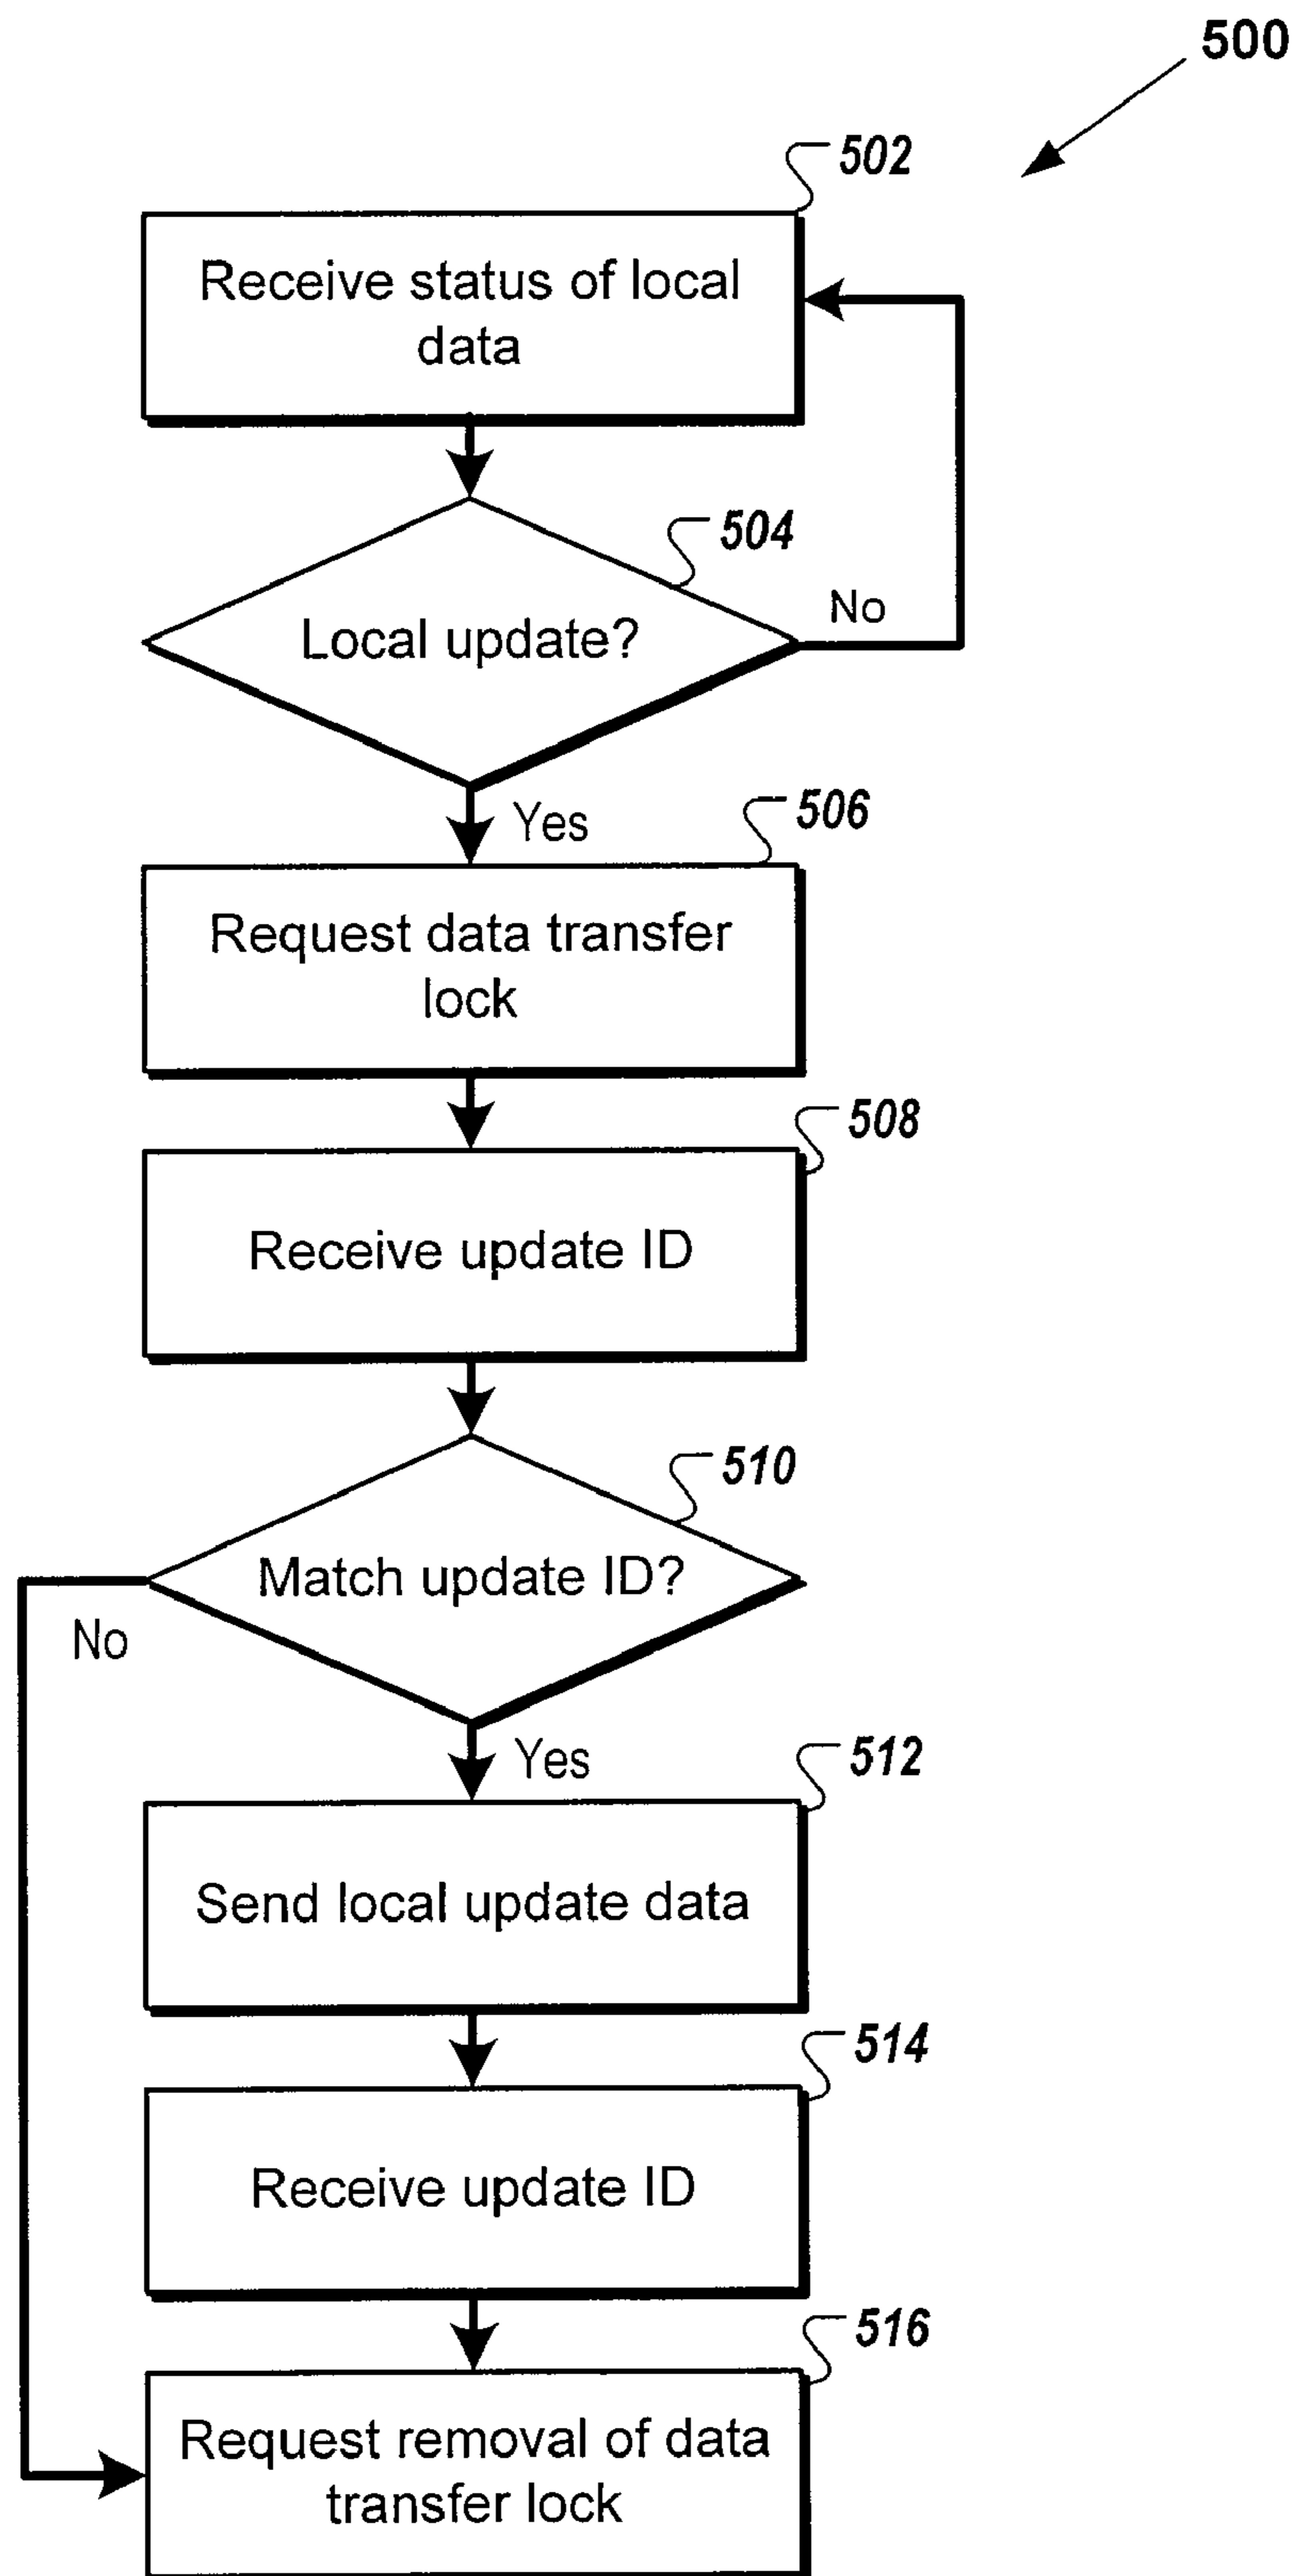 500
502
Receive status of local
data
504
Local update?
No
Yes
506
Request data transfer
lock
508
Receive update ID
510
Match update ID?
No
Yes
512
Send local update data
514
Receive update ID
516
Request removal of data
transfer lock